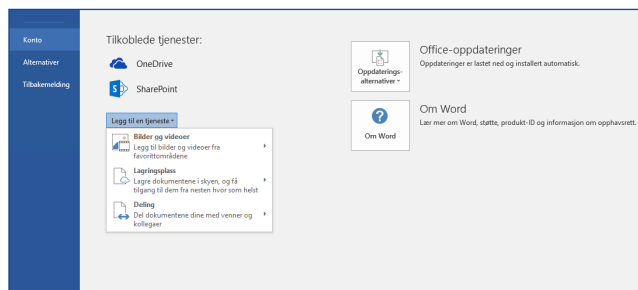 Konto
Alternativer
Tilbakemelding
Tilkoblede tjenester:
OneDrive
SharePoint
Legg til en tjeneste
Bilder og videoer
Legg til bilder og videoer fra
favorittområdene
Lagringsplass
Lagre dokumentene i skyen, og få
tilgang til dem fra nesten hvor som helst
Deling
Del dokumentene dine med venner og
kollegaer
Oppdaterings-
alternativer
Office-oppdateringer
Oppdateringer er lastet ned og installert automatisk.
Om Word
Om Word
Lær mer om Word, støtte, produkt-ID og informasjon om opphavsrett.